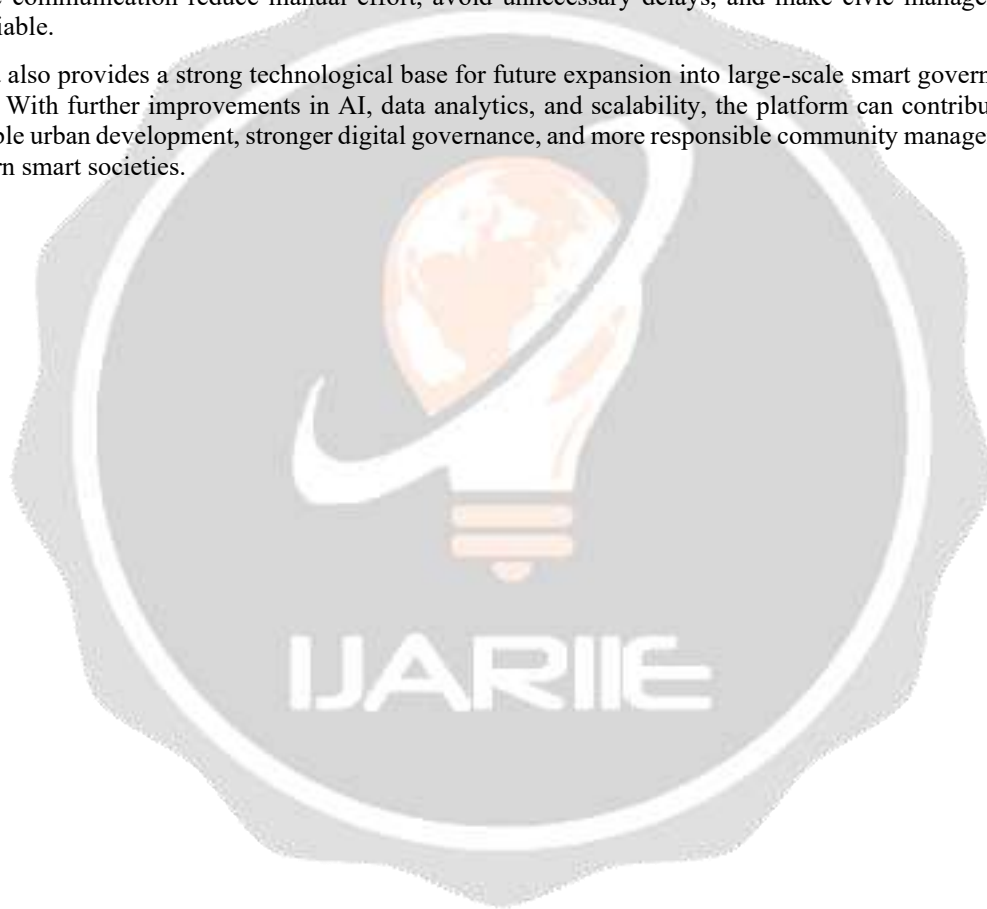 communication reduce manual effort, avoid unnecessary delays, and make civic manage
iable.
also provides a strong technological base for future expansion into large-scale smart govern
With further improvements in AI, data analytics, and scalability, the platform can contribu
ble urban development, stronger digital governance, and more responsible community manage
rn smart societies.
IJARIIE